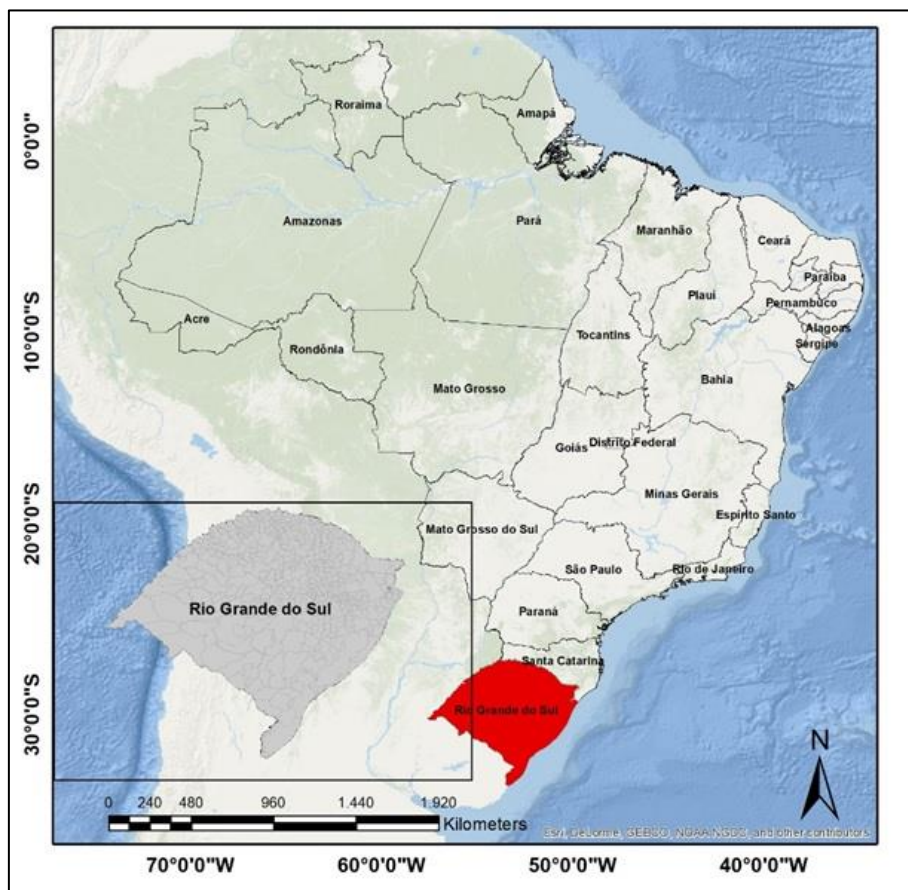 Roraima
Amapá
Amazonas
Pará
Maranhão
Ceará
Paraíba
Piauí
Pernambuco
Acre
Alagoas
Sergipe
Rondônia
Tocantins
Bahia
Mato Grosso
Goiás
Distrito Federal
Minas Gerais
Espírito Santo
Mato Grosso do Sul
São Paulo
Rio de Janeiro
Paraná
Santa Catarina
Rio Grande do Sul
Rio Grande do Sul
0°0'0"
10°0'0"S
20°0'0"S
30°0'0"S
N
0 240 480 960 1.440 1.920
Kilometers
Esri, DeLorme, GEBCO, NOAA NGDC, and other contributors
70°0'0"W 60°0'0"W 50°0'0"W 40°0'0"W